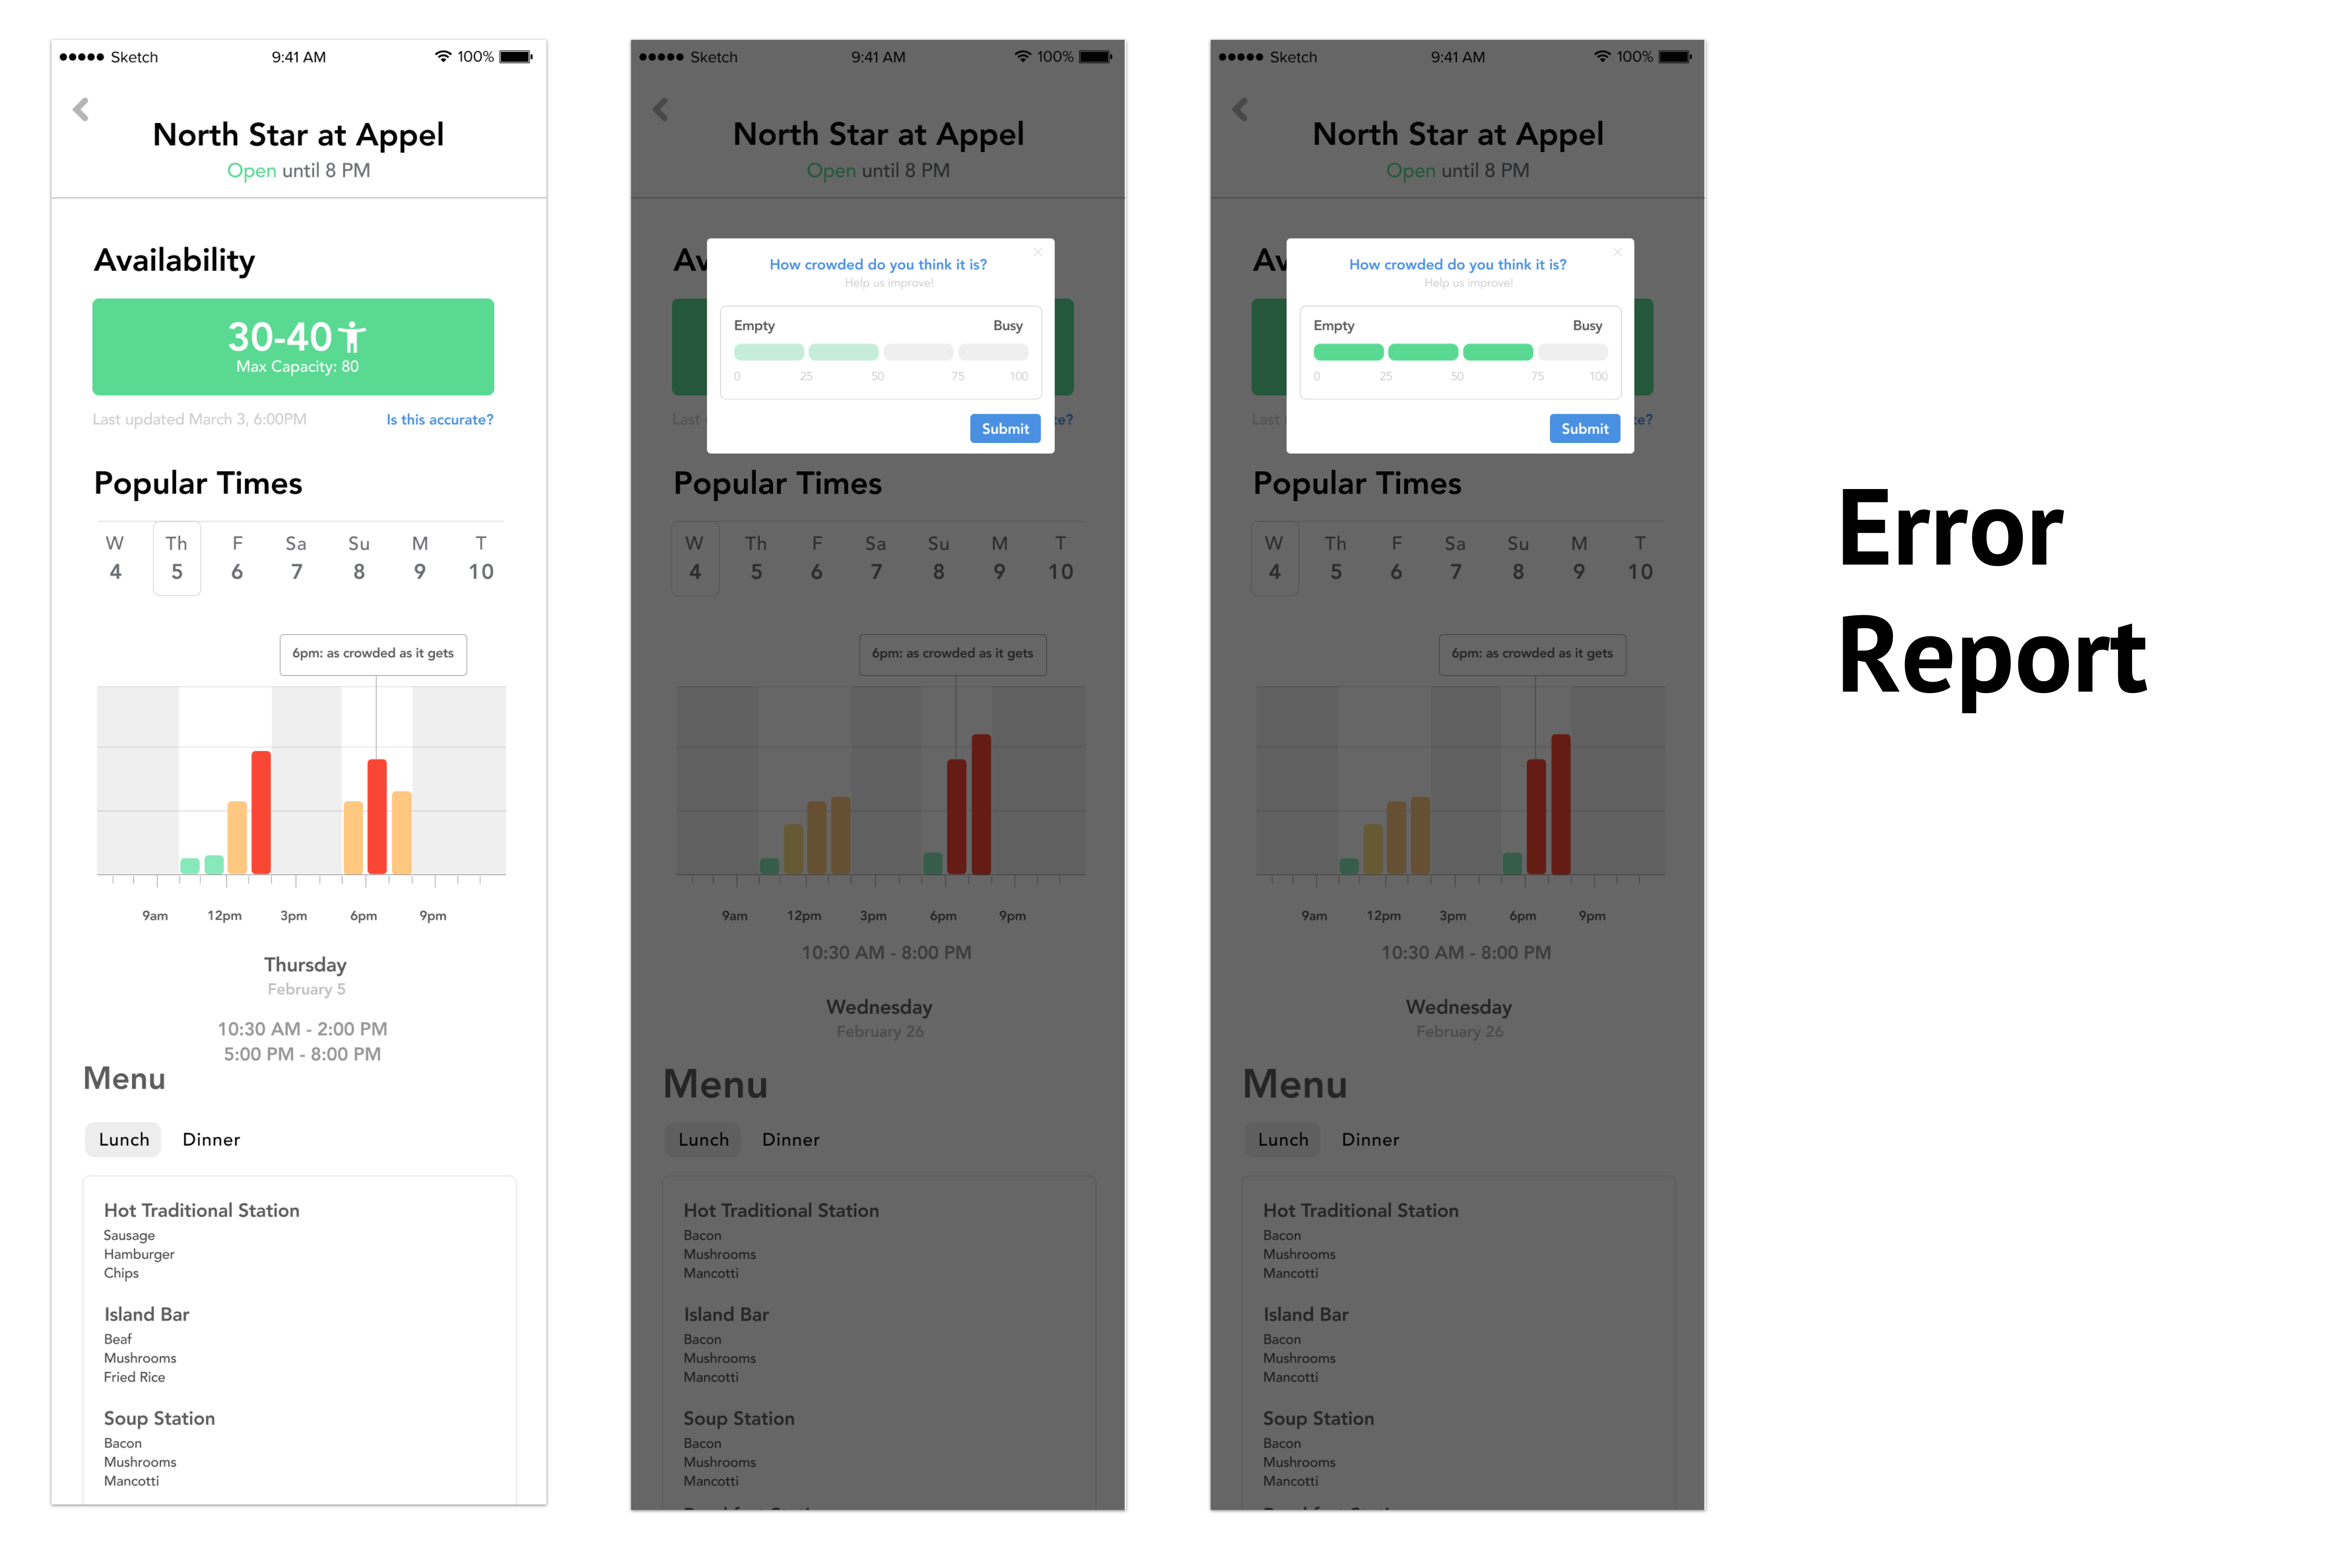 Sketch 9:41 AM 100%
North Star at Appel
Open until 8 PM
Availability
30-40
Max Capacity: 80
Last updated March 3, 6:00PM Is this accurate?
Popular Times
W Th F Sa Su M T
4 5 6 7 8 9 10
6pm: as crowded as it gets
9am 12pm 3pm 6pm 9pm
Thursday
February 5
10:30 AM - 2:00 PM
5:00 PM - 8:00 PM
Menu
Lunch Dinner
Hot Traditional Station
Sausage
Hamburger
Chips
Island Bar
Beaf
Mushrooms
Fried Rice
Soup Station
Bacon
Mushrooms
Mancotti
Sketch 9:41 AM 100%
North Star at Appel
Open until 8 PM
Av
How crowded do you think it is?
Help us improve!
Empty Busy
0 25 50 75 100
Last te?
Submit
Popular Times
W Th F Sa Su M T
4 5 6 7 8 9 10
6pm: as crowded as it gets
9am 12pm 3pm 6pm 9pm
10:30 AM - 8:00 PM
Wednesday
February 26
Menu
Lunch Dinner
Hot Traditional Station
Bacon
Mushrooms
Mancotti
Island Bar
Bacon
Mushrooms
Mancotti
Soup Station
Bacon
Mushrooms
Mancotti
Sketch 9:41 AM 100%
North Star at Appel
Open until 8 PM
Av
How crowded do you think it is?
Help us improve!
Empty Busy
0 25 50 75 100
Last te?
Submit
Popular Times
W Th F Sa Su M T
4 5 6 7 8 9 10
6pm: as crowded as it gets
9am 12pm 3pm 6pm 9pm
10:30 AM - 8:00 PM
Wednesday
February 26
Menu
Lunch Dinner
Hot Traditional Station
Bacon
Mushrooms
Mancotti
Island Bar
Bacon
Mushrooms
Mancotti
Soup Station
Bacon
Mushrooms
Mancotti
Error
Report